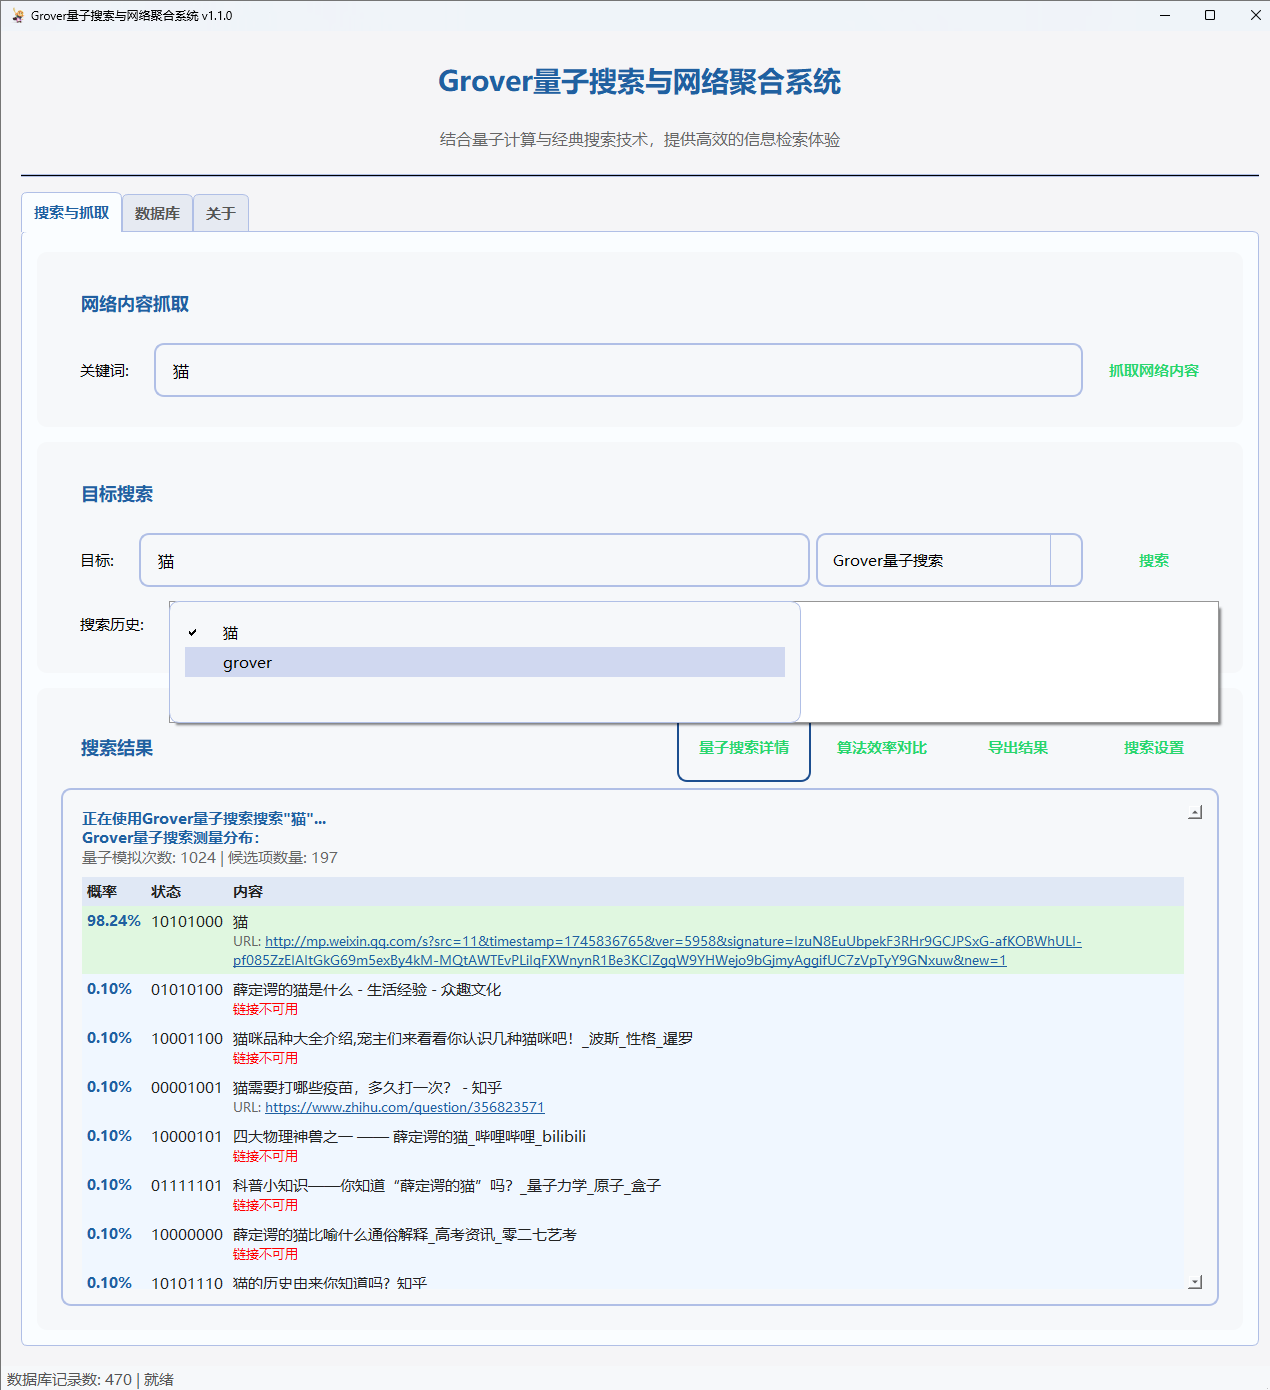 Grover量子搜索与网络聚合系统 v1.1.0
Grover量子搜索与网络聚合系统
结合量子计算与经典搜索技术，提供高效的信息检索体验
搜索与抓取 数据库 关于
网络内容抓取
关键词: 猫 抓取网络内容
目标搜索
目标: 猫 Grover量子搜索 搜索
搜索历史:
猫
grover
搜索结果 量子搜索详情 算法效率对比 导出结果 搜索设置
正在使用Grover量子搜索搜索"猫"...
Grover量子搜索测量分布:
量子模拟次数: 1024 | 候选项数量: 197
概率 状态 内容
98.24% 10101000 猫
URL: http://mp.weixin.qq.com/s?src=11&timestamp=1745836765&ver=5958&signature=IzuN8EuUbpekF3RHr9GCJPSxG-afKOBWhULI-
pf085ZzEIAItGkG69m5exBy4kM-MQtAWTEvPLiIqFXWnynR1Be3KCIZgqW9YHWejo9bGjmyAggifUC7zVpTyY9GNxuw&new=1
0.10% 01010100 薛定谔的猫是什么 - 生活经验 - 众趣文化
链接不可用
0.10% 10001100 猫咪品种大全介绍,宠主们来看看你认识几种猫咪吧！_波斯_性格_暹罗
链接不可用
0.10% 00001001 猫需要打哪些疫苗，多久打一次？ - 知乎
URL: https://www.zhihu.com/question/356823571
0.10% 10000101 四大物理神兽之一 —— 薛定谔的猫_哔哩哔哩_bilibili
链接不可用
0.10% 01111101 科普小知识——你知道“薛定谔的猫”吗？_量子力学_原子_盒子
链接不可用
0.10% 10000000 薛定谔的猫比喻什么通俗解释_高考资讯_零二七艺考
链接不可用
0.10% 10101110 猫的历史由来你知道吗? 知乎
数据库记录数: 470 | 就绪